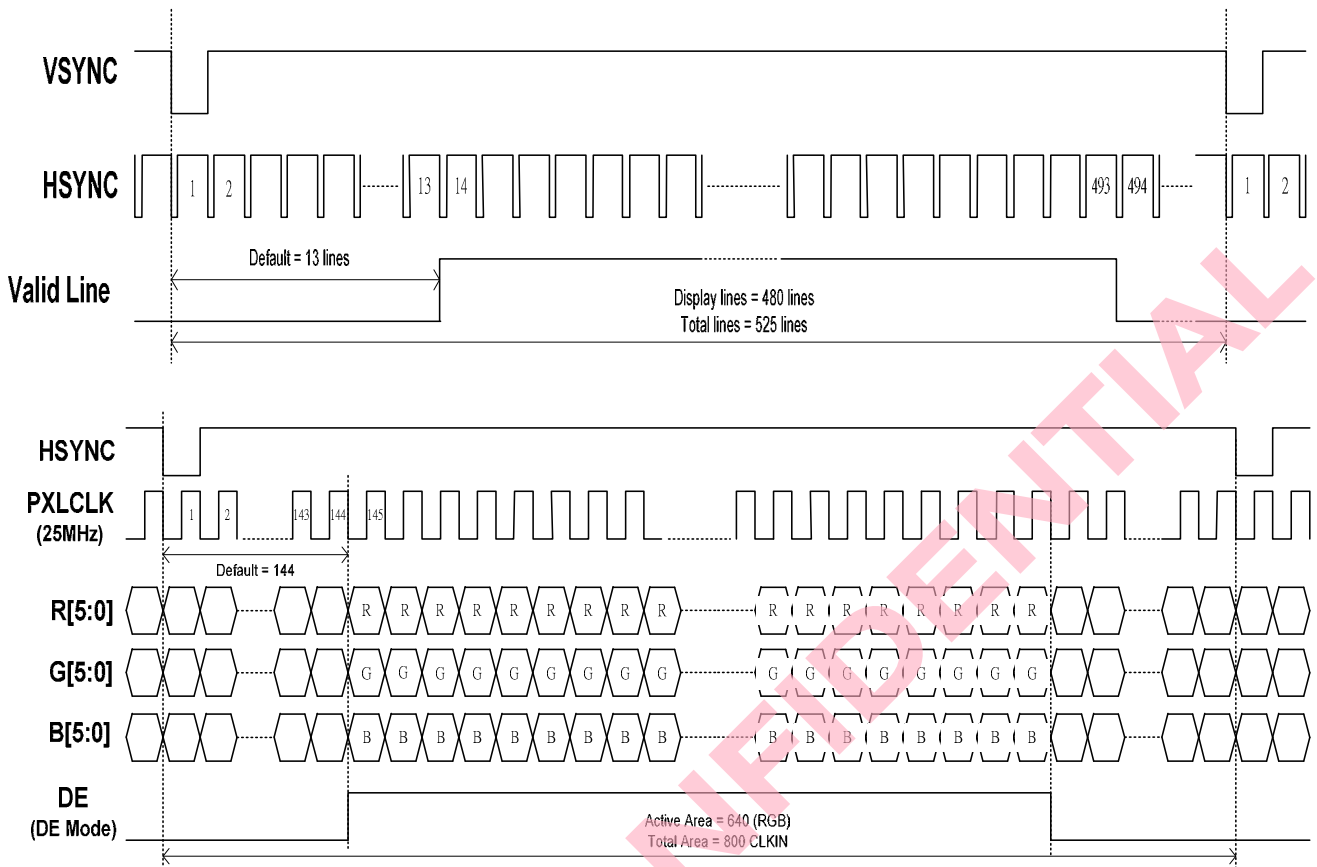 VSYNC
HSYNC
1 2 13 14 493 494 1 2
Default = 13 lines
Valid Line
Display lines = 480 lines
Total lines = 525 lines
HSYNC
PXLCLK
(25MHz)
1 2 143 144 145
Default = 144
R[5:0]
R R R R R R R R R R R R R R R R R
G[5:0]
G G G G G G G G G G G G G G G G G
B[5:0]
B B B B B B B B B B B B B B B B B
DE
(DE Mode)
Active Area = 640 (RGB)
Total Area = 800 CLKIN
NFIDENTIAL